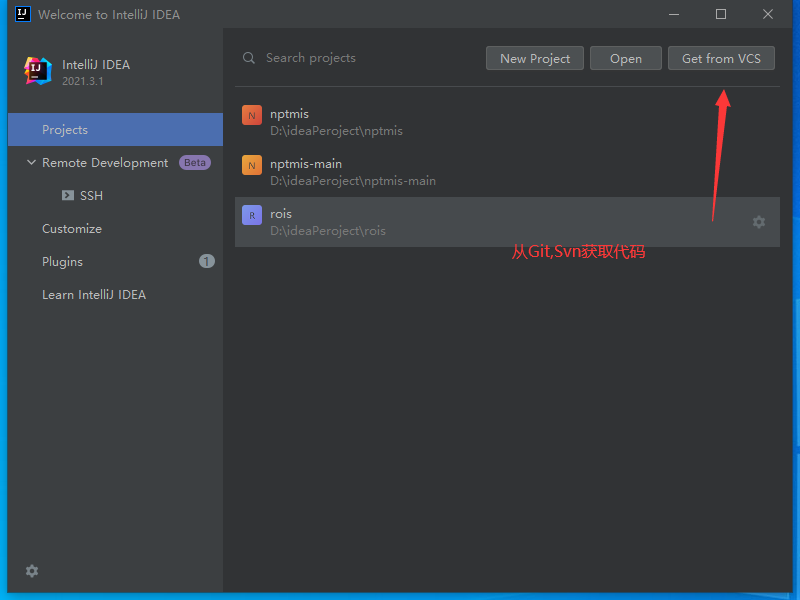 Welcome to IntelliJ IDEA
IntelliJ IDEA
2021.3.1
Projects
Remote Development Beta
SSH
Customize
Plugins 1
Learn IntelliJ IDEA
Search projects
New Project
Open
Get from VCS
N nptmis
D:\ideaPeroject\nptmis
N nptmis-main
D:\ideaPeroject\nptmis-main
R rois
D:\ideaPeroject\rois
从Git,Svn获取代码